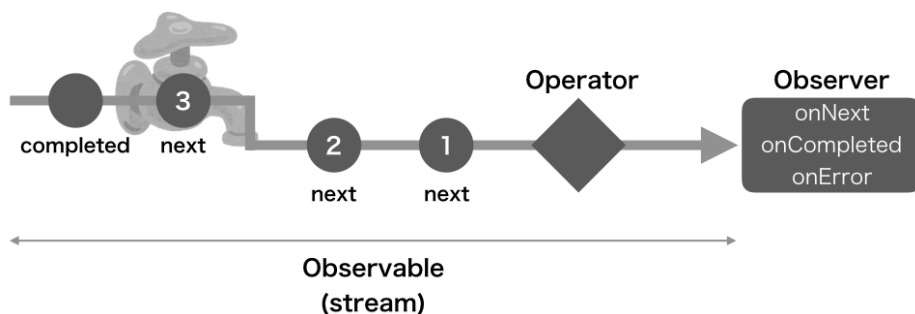 Operator
Observer
onNext
onCompleted
onError
3
completed
next
2
1
next
next
Observable
(stream)